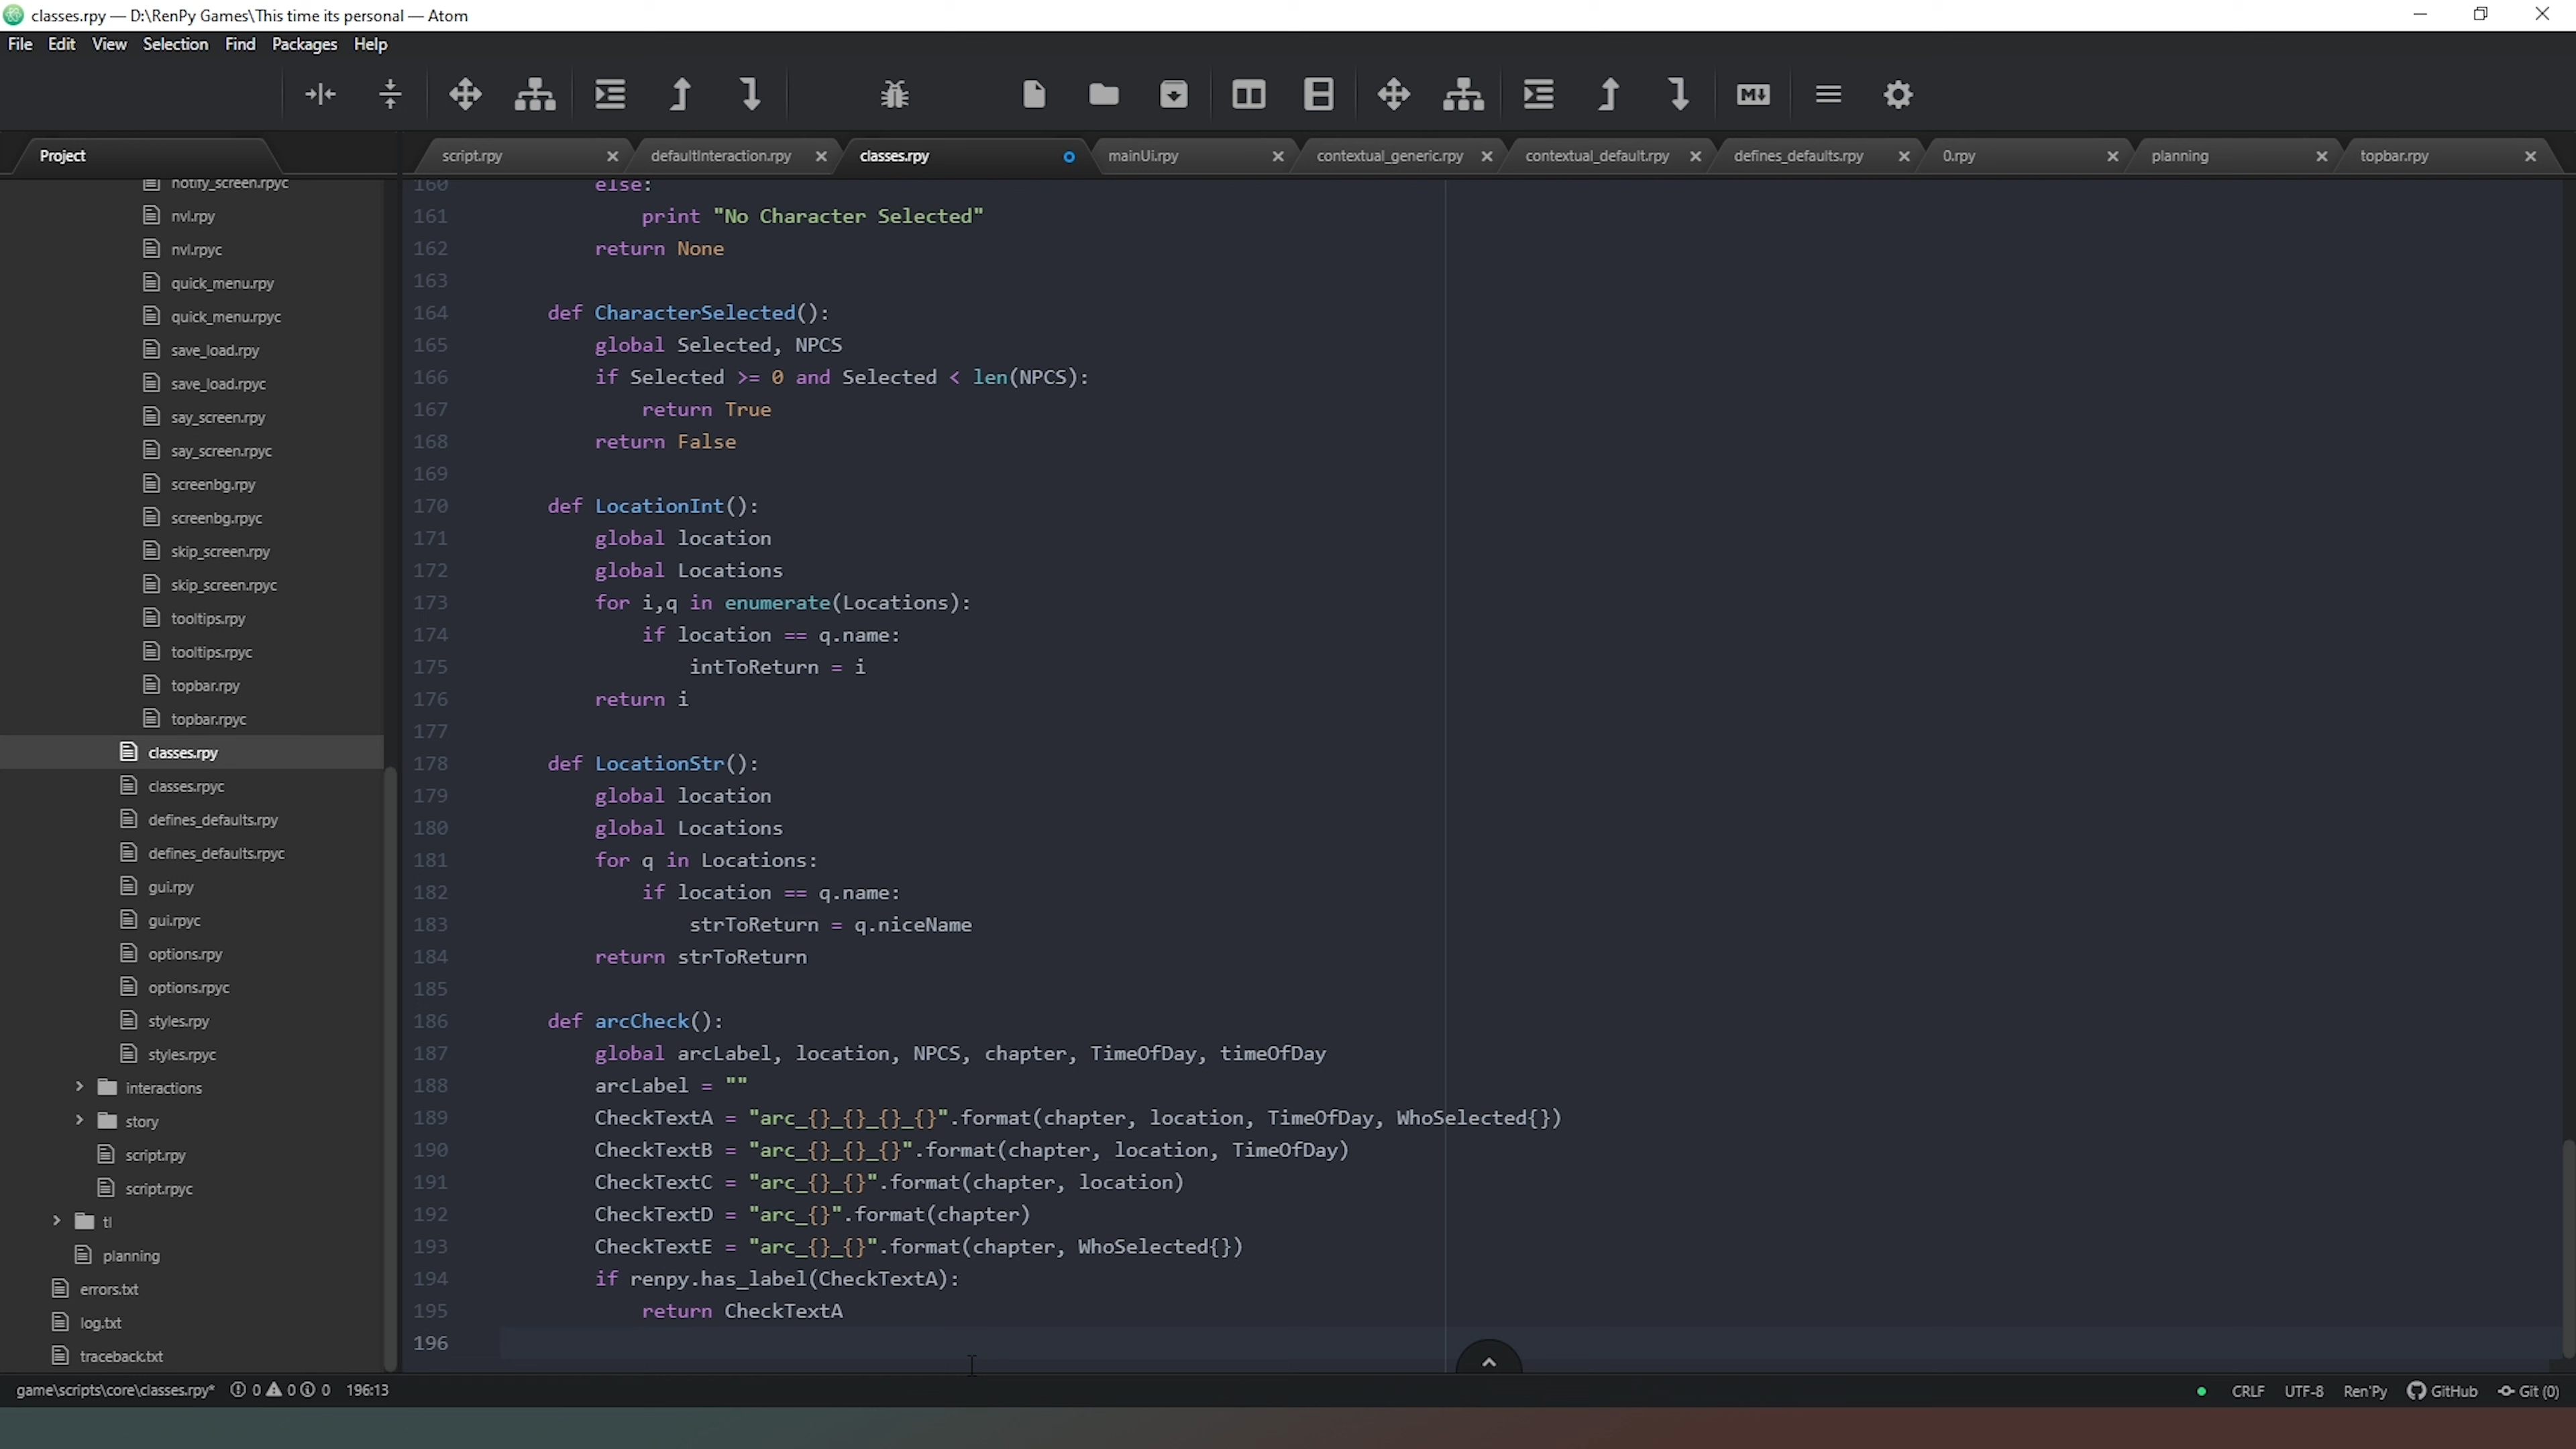 classes.rpy — D:\RenPy Games\This time its personal — Atom
File Edit View Selection Find Packages Help
Project
script.rpy
defaultInteraction.rpy
classes.rpy
mainUi.rpy
contextual_generic.rpy
contextual_default.rpy
defines_defaults.rpy
0.rpy
planning
topbar.rpy
notify_screen.rpyc
nvl.rpy
nvl.rpyc
quick_menu.rpy
quick_menu.rpyc
save_load.rpy
save_load.rpyc
say_screen.rpy
say_screen.rpyc
screenbg.rpy
screenbg.rpyc
skip_screen.rpy
skip_screen.rpyc
tooltips.rpy
tooltips.rpyc
topbar.rpy
topbar.rpyc
classes.rpy
classes.rpyc
defines_defaults.rpy
defines_defaults.rpyc
gui.rpy
gui.rpyc
options.rpy
options.rpyc
styles.rpy
styles.rpyc
interactions
story
script.rpy
script.rpyc
tl
planning
errors.txt
log.txt
traceback.txt
160 else:
161 print "No Character Selected"
162 return None
163
164 def CharacterSelected():
165 global Selected, NPCS
166 if Selected >= 0 and Selected < len(NPCS):
167 return True
168 return False
169
170 def LocationInt():
171 global location
172 global Locations
173 for i,q in enumerate(Locations):
174 if location == q.name:
175 intToReturn = i
176 return i
177
178 def LocationStr():
179 global location
180 global Locations
181 for q in Locations:
182 if location == q.name:
183 strToReturn = q.niceName
184 return strToReturn
185
186 def arcCheck():
187 global arcLabel, location, NPCS, chapter, TimeOfDay, timeOfDay
188 arcLabel = ""
189 CheckTextA = "arc_{}_{}_{}_{}".format(chapter, location, TimeOfDay, WhoSelected{})
190 CheckTextB = "arc_{}_{}_{}".format(chapter, location, TimeOfDay)
191 CheckTextC = "arc_{}_{}".format(chapter, location)
192 CheckTextD = "arc_{}".format(chapter)
193 CheckTextE = "arc_{}_{}".format(chapter, WhoSelected{})
194 if renpy.has_label(CheckTextA):
195 return CheckTextA
196
game\scripts\core\classes.rpy* 0 0 0 196:13
CRLF UTF-8 Ren'Py GitHub Git (0)